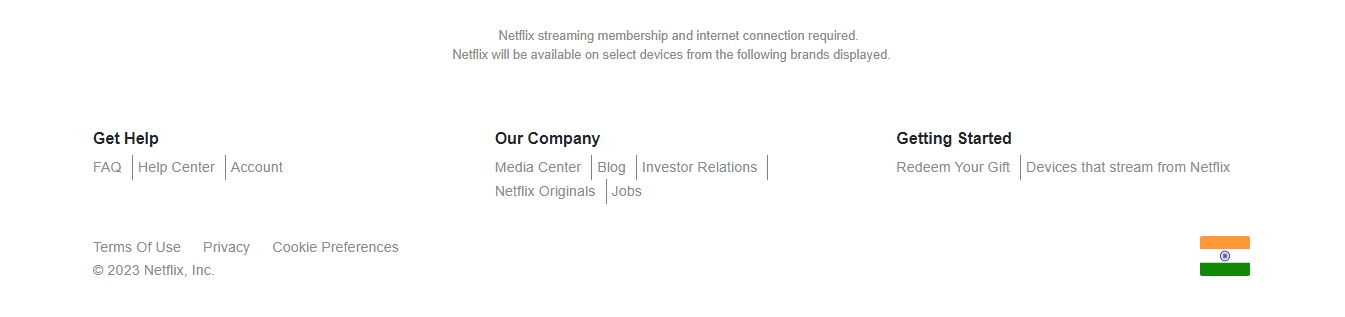 Netflix streaming membership and internet connection required.
Netflix will be available on select devices from the following brands displayed.
Get Help
FAQ Help Center Account
Our Company
Media Center Blog Investor Relations
Netflix Originals Jobs
Getting Started
Redeem Your Gift Devices that stream from Netflix
Terms Of Use Privacy Cookie Preferences
© 2023 Netflix, Inc.